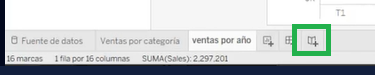 T1
Fuente de datos Ventas por categoría ventas por año
16 marcas 1 fila por 16 columnas SUMA(Sales): 2,297,201